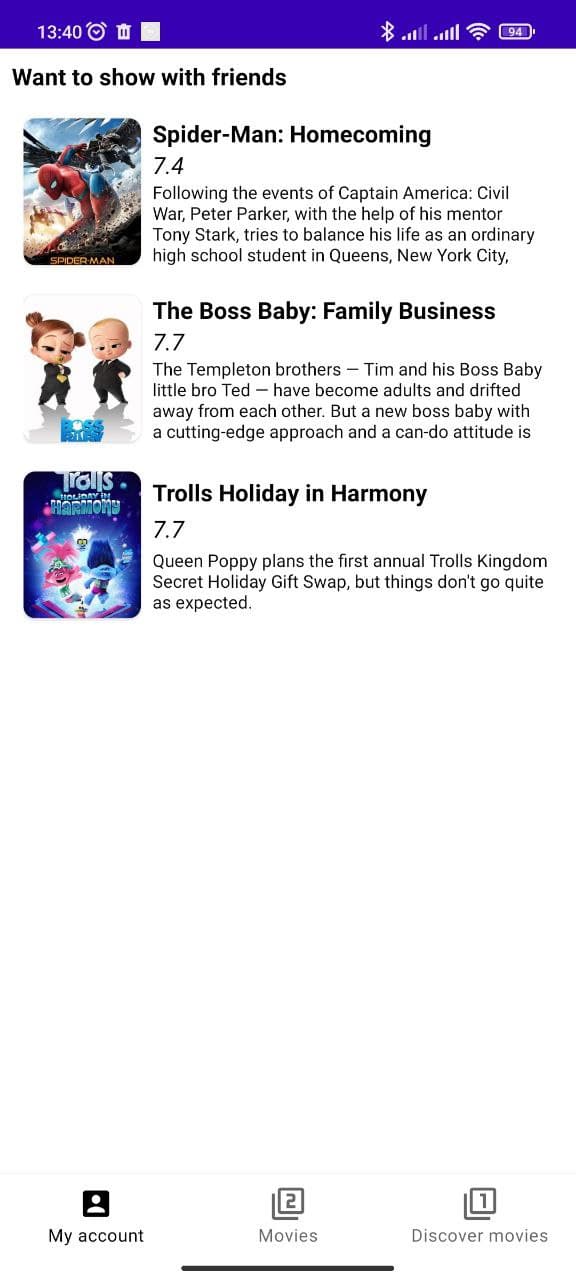 13:40
94
Want to show with friends
SPIDER-MAN
Spider-Man: Homecoming
7.4
Following the events of Captain America: Civil
War, Peter Parker, with the help of his mentor
Tony Stark, tries to balance his life as an ordinary
high school student in Queens, New York City,
BOSS
BABY
The Boss Baby: Family Business
7.7
The Templeton brothers — Tim and his Boss Baby
little bro Ted — have become adults and drifted
away from each other. But a new boss baby with
a cutting-edge approach and a can-do attitude is
Trolls
HOLIDAY IN
HARMONY
Trolls Holiday in Harmony
7.7
Queen Poppy plans the first annual Trolls Kingdom
Secret Holiday Gift Swap, but things don't go quite
as expected.
2
1
My account
Movies
Discover movies